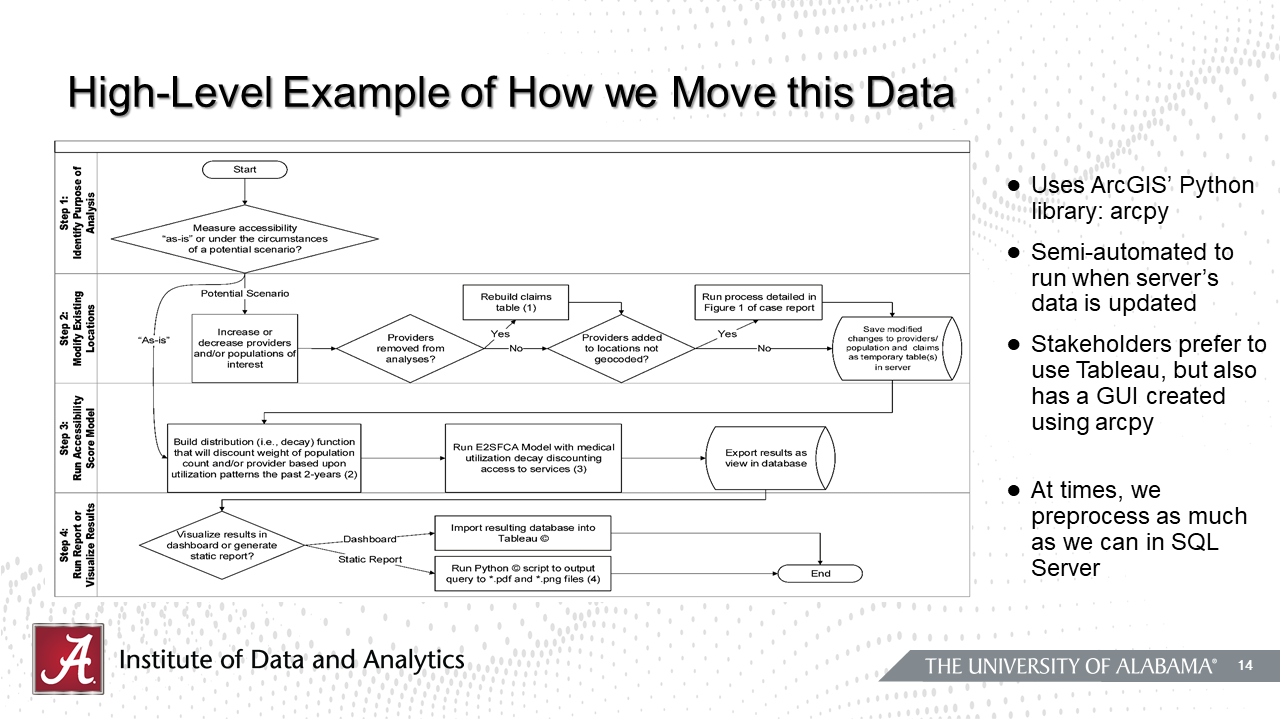 High-Level Example of How we Move this Data
Step 1:
Identify Purpose of
Analysis
Start
Measure accessibility
“as-is” or under the circumstances
of a potential scenario?
Step 2:
Modify Existing
Locations
Potential Scenario
“As-is”
Increase or
decrease providers
and/or populations of
interest
Providers
removed from
analyses?
Yes
No
Rebuild claims
table (1)
Providers added
to locations not
geocoded?
Yes
No
Run process detailed in
Figure 1 of case report
Save modified
changes to providers/
population and claims
as temporary table(s)
in server
Step 3:
Run Accessibility
Score Model
Build distribution (i.e., decay) function
that will discount weight of population
count and/or provider based upon
utilization patterns the past 2-years (2)
Run E2SFCA Model with medical
utilization decay discounting
access to services (3)
Export results as
view in database
Step 4:
Run Report or
Visualize Results
Visualize results in
dashboard or generate
static report?
Dashboard
Static Report
Import resulting database into
Tableau ©
Run Python © script to output
query to *.pdf and *.png files (4)
End
● Uses ArcGIS’ Python
library: arcpy
● Semi-automated to
run when server’s
data is updated
● Stakeholders prefer to
use Tableau, but also
has a GUI created
using arcpy
● At times, we
preprocess as much
as we can in SQL
Server
A
Institute of Data and Analytics
THE UNIVERSITY OF ALABAMA®
14